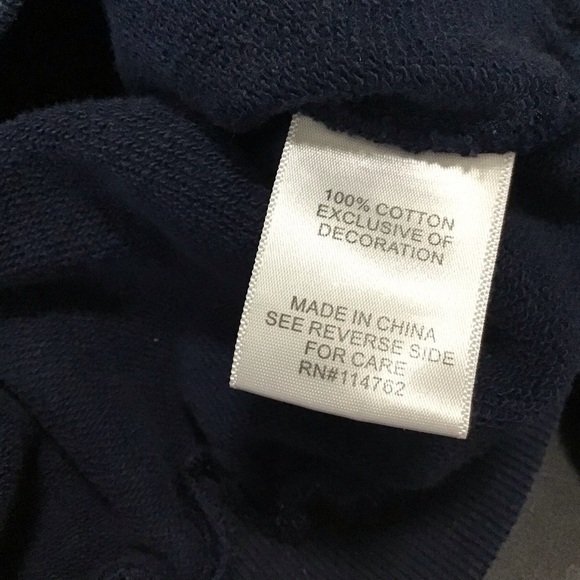 100% COTTON
EXCLUSIVE OF
DECORATION
MADE IN CHINA
SEE REVERSE SIDE
FOR CARE
RN#114762